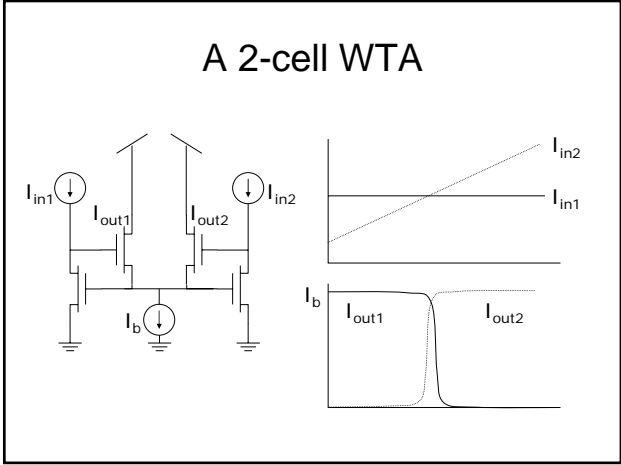 A 2-cell WTA
I_in1
I_out1
I_out2
I_in2
I_b
I_in2
I_in1
I_b
I_out1
I_out2